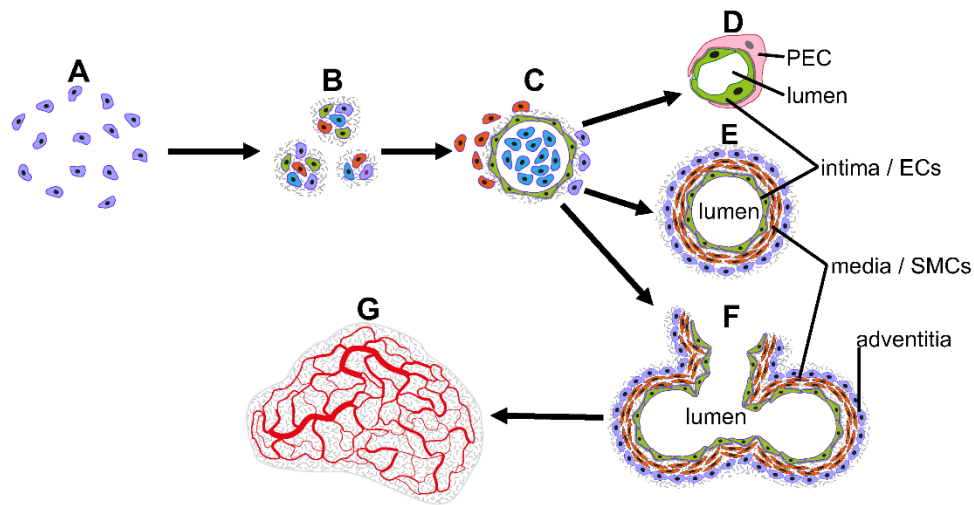 A
B
C
D
PEC
lumen
E
intima / ECs
lumen
media / SMCs
G
F
adventitia
lumen